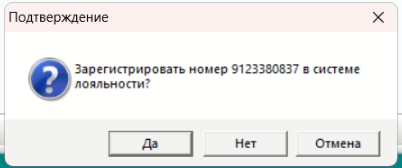 Подтверждение
Зарегистрировать номер 9123380837 в системе
лояльности?
Да
Нет
Отмена